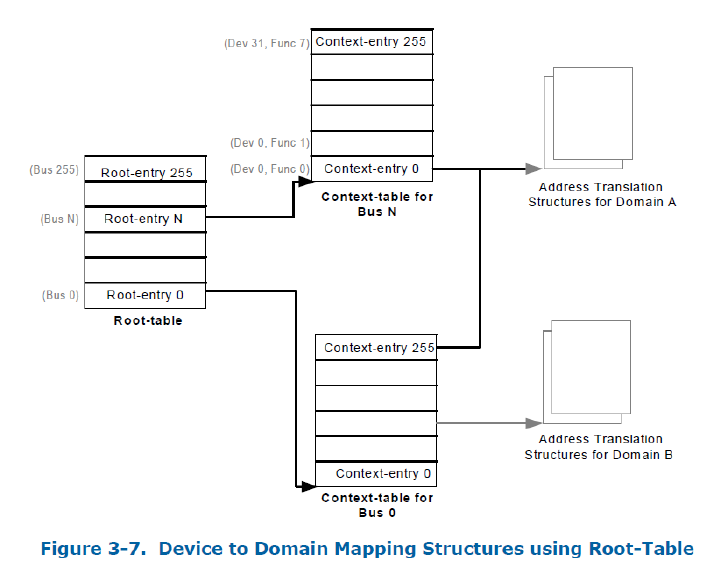 (Dev 31, Func 7)
Context-entry 255
(Dev 0, Func 1)
(Dev 0, Func 0)
Context-entry 0
Context-table for
Bus N
Address Translation
Structures for Domain A
(Bus 255)
Root-entry 255
(Bus N)
Root-entry N
(Bus 0)
Root-entry 0
Root-table
Context-entry 255
Context-entry 0
Context-table for
Bus 0
Address Translation
Structures for Domain B
Figure 3-7. Device to Domain Mapping Structures using Root-Table